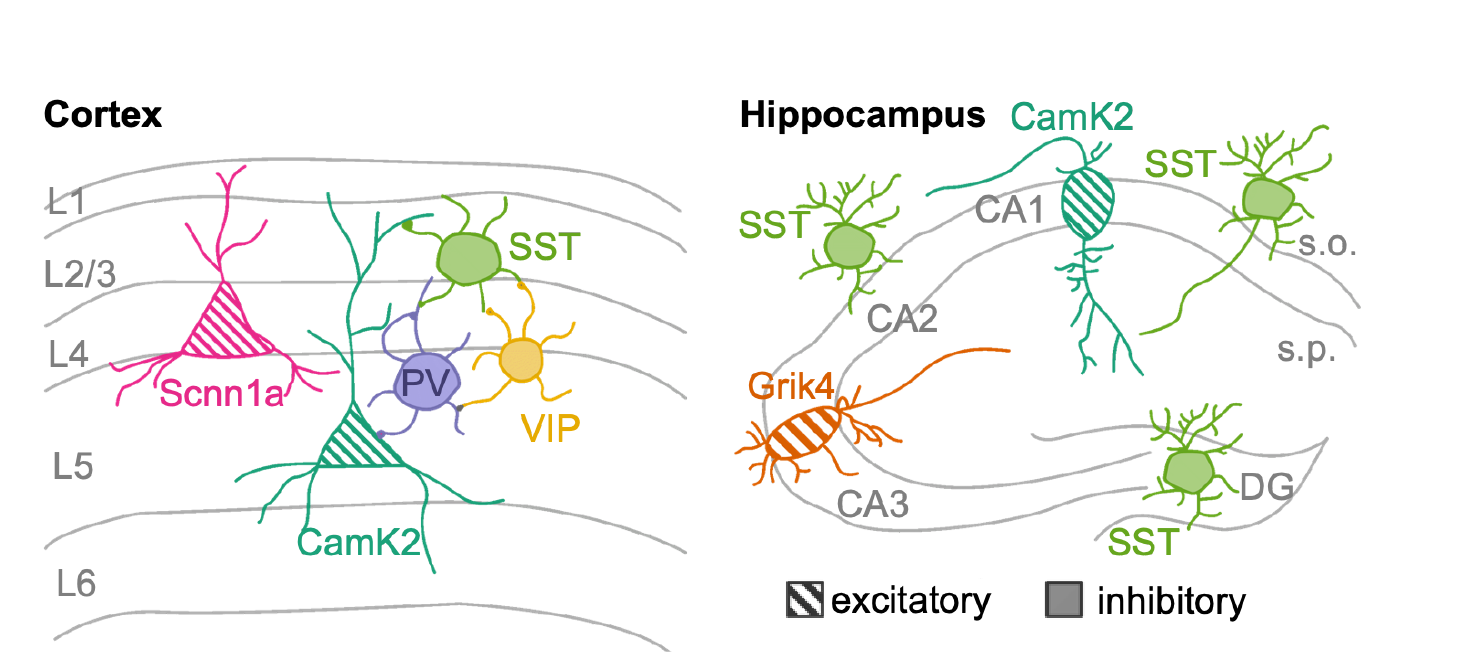 Cortex
L1
L2/3
L4
L5
L6
Scnn1a
CamK2
PV
SST
VIP
Hippocampus
CamK2
SST
SST
CA1
s.o.
CA2
s.p.
Grik4
CA3
DG
SST
excitatory
inhibitory